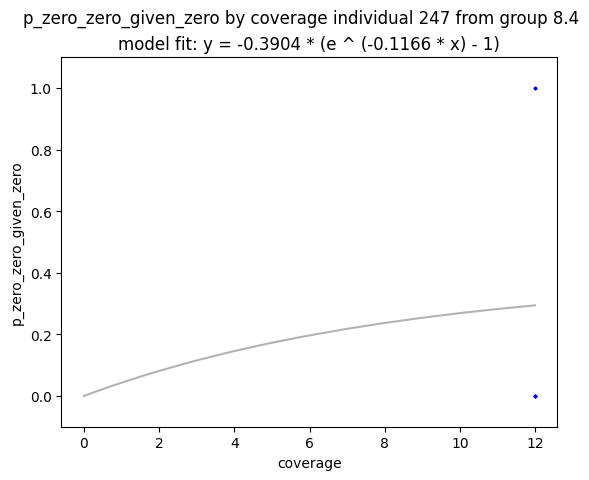 p_zero_zero_given_zero by coverage individual 247 from group 8.4
model fit: y = -0.3904 * (e ^ (-0.1166 * x) - 1)
1.0
0.8
0.6
0.4
0.2
0.0
p_zero_zero_given_zero
0 2 4 6 8 10 12
coverage